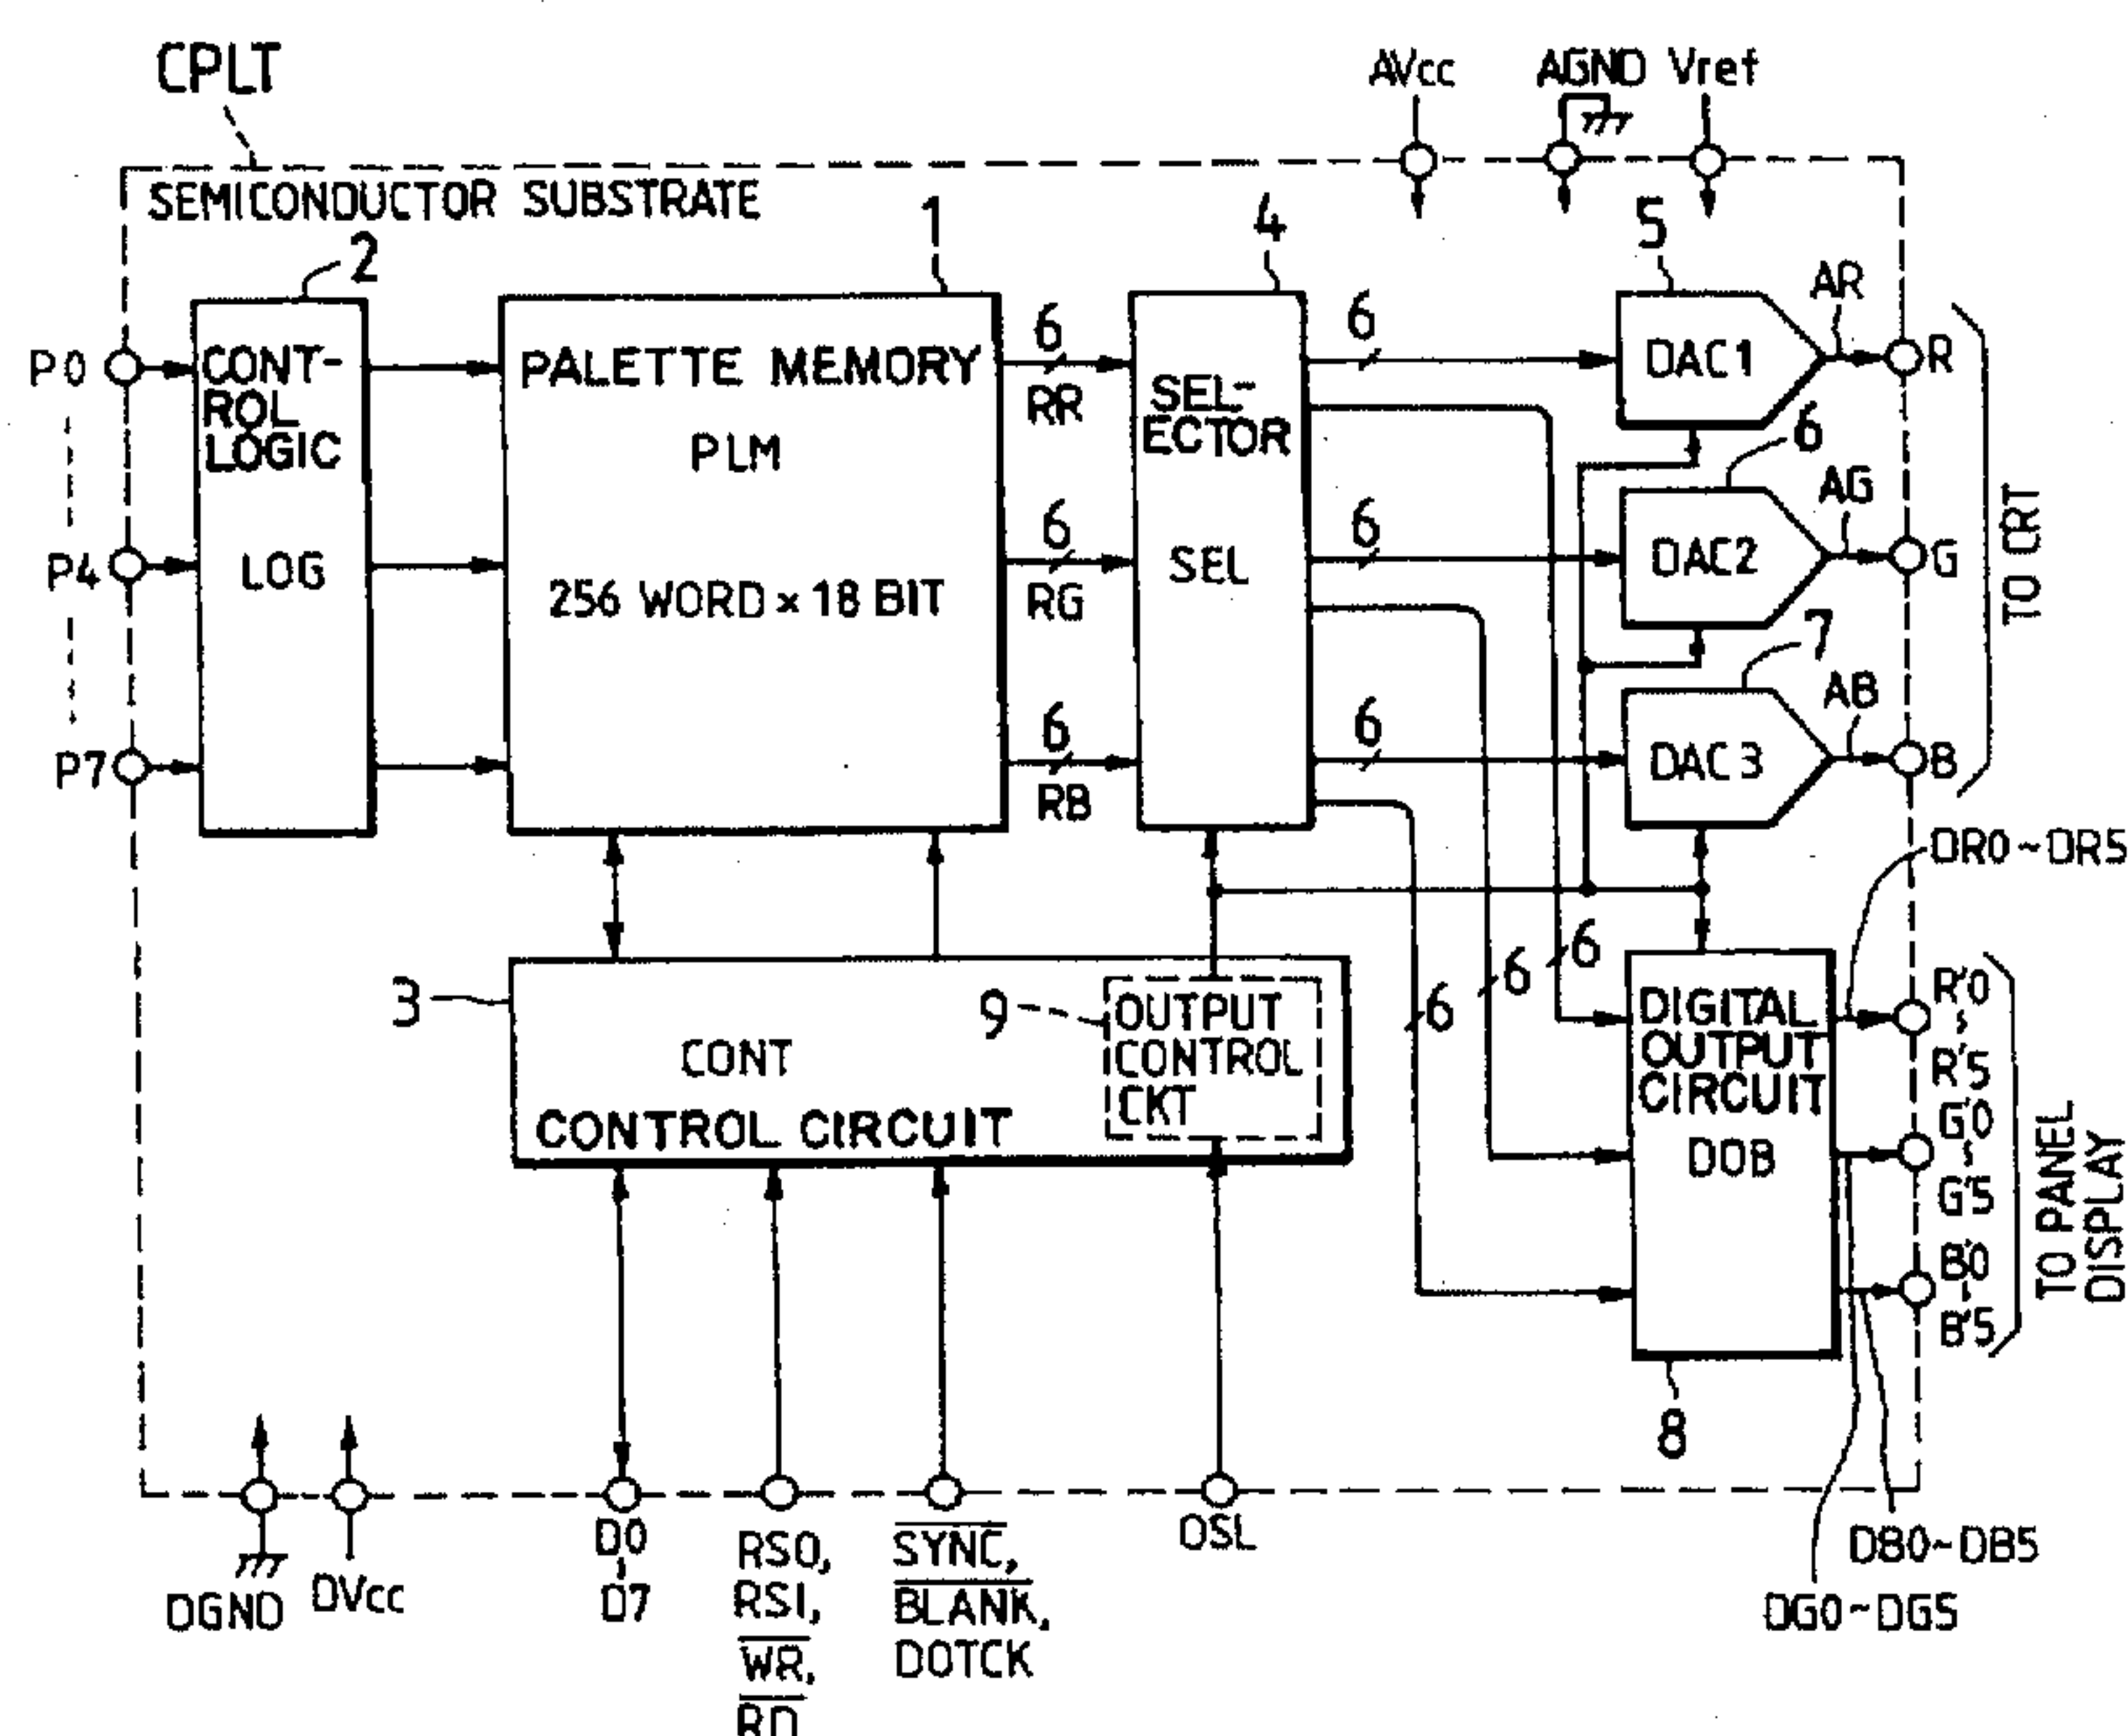 CPLT
AVcc
AGND
Vref
SEMICONDUCTOR SUBSTRATE
2
1
4
5
P0
P4
P7
CONT-
ROL
LOGIC
LOG
PALETTE MEMORY
PLM
256 WORD × 18 BIT
6
RR
6
RG
6
RB
SEL-
ECTOR
SEL
6
6
6
DAC1
AR
R
6
DAC2
AG
G
7
DAC3
AB
B
TO CRT
DR0~DR5
3
CONT
CONTROL CIRCUIT
9
OUTPUT
CONTROL
CKT
6
6
6
DIGITAL
OUTPUT
CIRCUIT
DOB
8
R'0
~
R'5
G'0
~
G'5
B'0
~
B'5
TO PANEL
DISPLAY
DGND
DVcc
D0
~
D7
RS0,
RS1,
W̅R̅,
R̅D̅
S̅Y̅N̅C̅,
B̅L̅A̅N̅K̅,
DOTCK
OSL
DB0~DB5
DG0~DG5